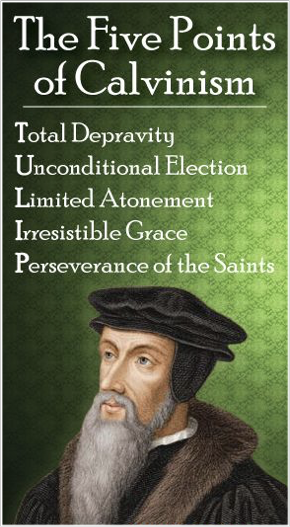 The Five Points
of Calvinism
Total Depravity
Unconditional Election
Limited Atonement
Irresistible Grace
Perseverance of the Saints